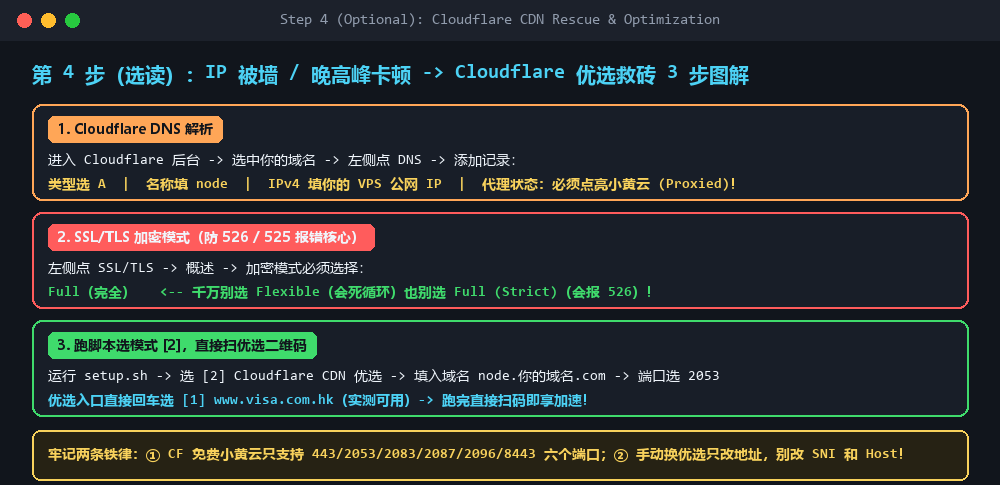 Step 4 (Optional): Cloudflare CDN Rescue & Optimization
第 4 步 (选读) : IP 被墙 / 晚高峰卡顿 -> Cloudflare 优选救砖 3 步图解
1. Cloudflare DNS 解析
进入 Cloudflare 后台 -> 选中你的域名 -> 左侧点 DNS -> 添加记录:
类型选 A | 名称填 node | IPv4 填你的 VPS 公网 IP | 代理状态: 必须点亮小黄云 (Proxied)!
2. SSL/TLS 加密模式 (防 526 / 525 报错核心)
左侧点 SSL/TLS -> 概述 -> 加密模式必须选择:
Full (完全) <-- 千万别选 Flexible (会死循环) 也别选 Full (Strict) (会报 526) !
3. 跑脚本选模式 [2], 直接扫优选二维码
运行 setup.sh -> 选 [2] Cloudflare CDN 优选 -> 填入域名 node.你的域名.com -> 端口选 2053
优选入口直接回车选 [1] www.visa.com.hk (实测可用) -> 跑完直接扫码即享加速!
牢记两条铁律: ① CF 免费小黄云只支持 443/2053/2083/2087/2096/8443 六个端口; ② 手动换优选只改地址, 别改 SNI 和 Host!